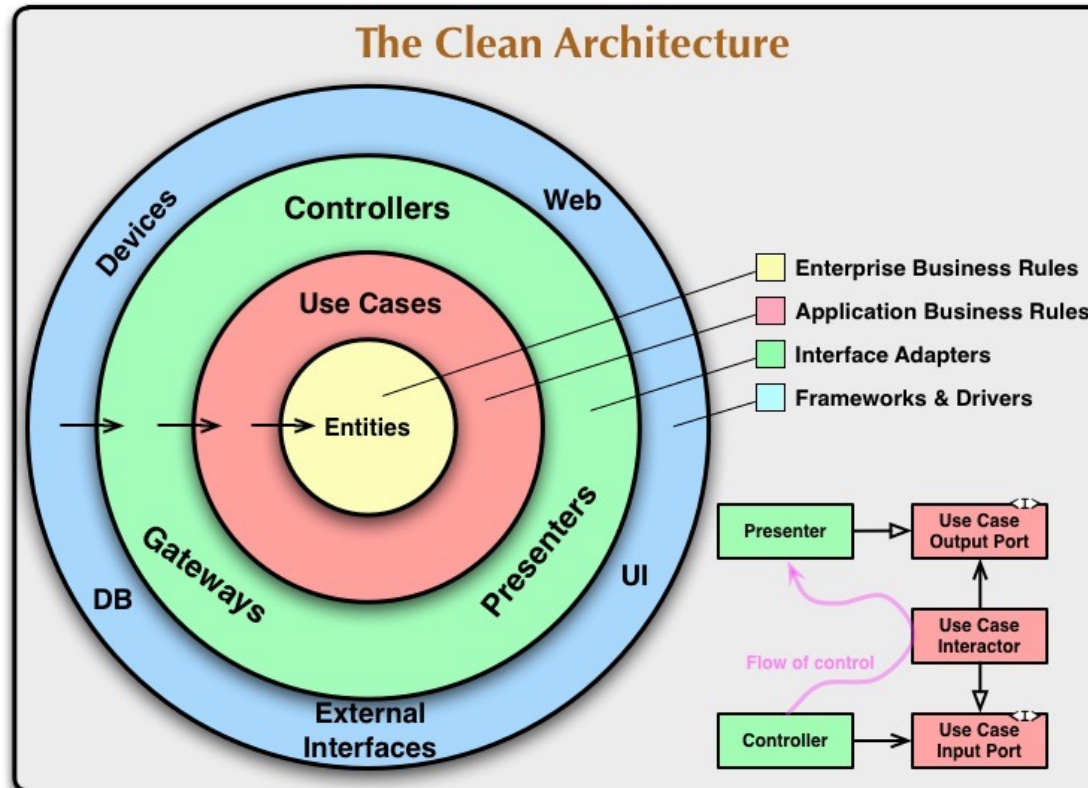 The Clean Architecture
Devices
Controllers
Web
Use Cases
Entities
Gateways
Presenters
DB
UI
External
Interfaces
Enterprise Business Rules
Application Business Rules
Interface Adapters
Frameworks & Drivers
Presenter
<I>
Use Case
Output Port
Flow of control
Use Case
Interactor
Controller
<I>
Use Case
Input Port